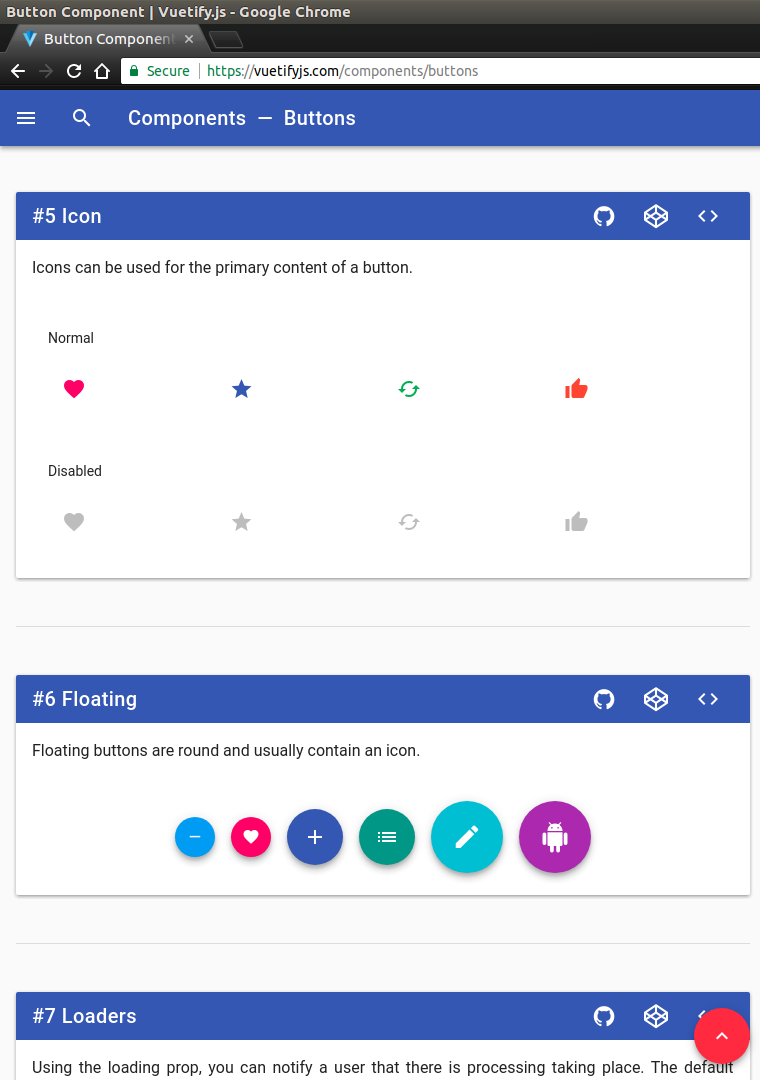 Button Component | Vuetify.js - Google Chrome
Button Component
Secure https://vuetifyjs.com/components/buttons
Components — Buttons
#5 Icon
Icons can be used for the primary content of a button.
Normal
Disabled
#6 Floating
Floating buttons are round and usually contain an icon.
#7 Loaders
Using the loading prop, you can notify a user that there is processing taking place. The default